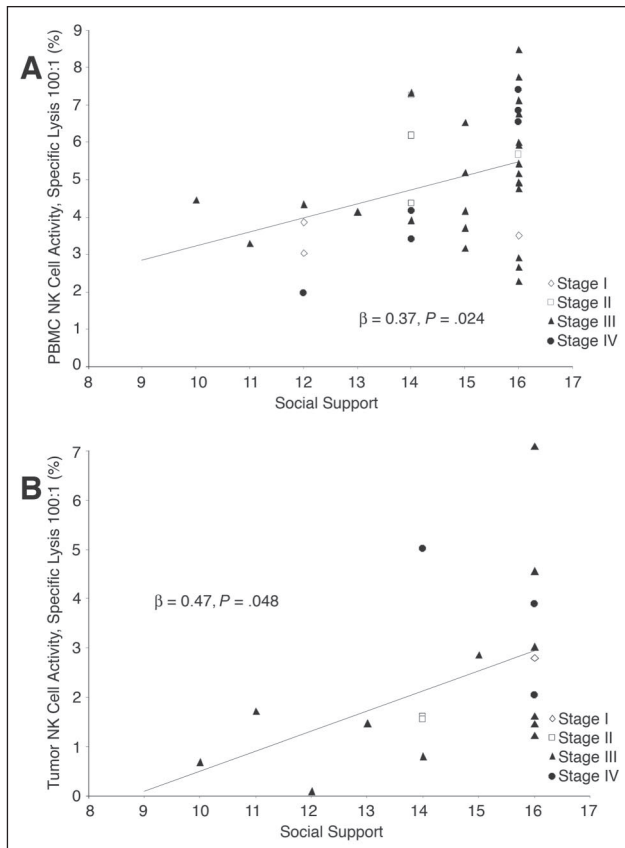 A
PBMC NK Cell Activity, Specific Lysis 100:1 (%)
9
8
7
6
5
4
3
2
1
0
β = 0.37, P = .024
Stage I
Stage II
Stage III
Stage IV
8 9 10 11 12 13 14 15 16 17
Social Support
B
Tumor NK Cell Activity, Specific Lysis 100:1 (%)
7
6
5
4
3
2
1
0
β = 0.47, P = .048
Stage I
Stage II
Stage III
Stage IV
8 9 10 11 12 13 14 15 16 17
Social Support